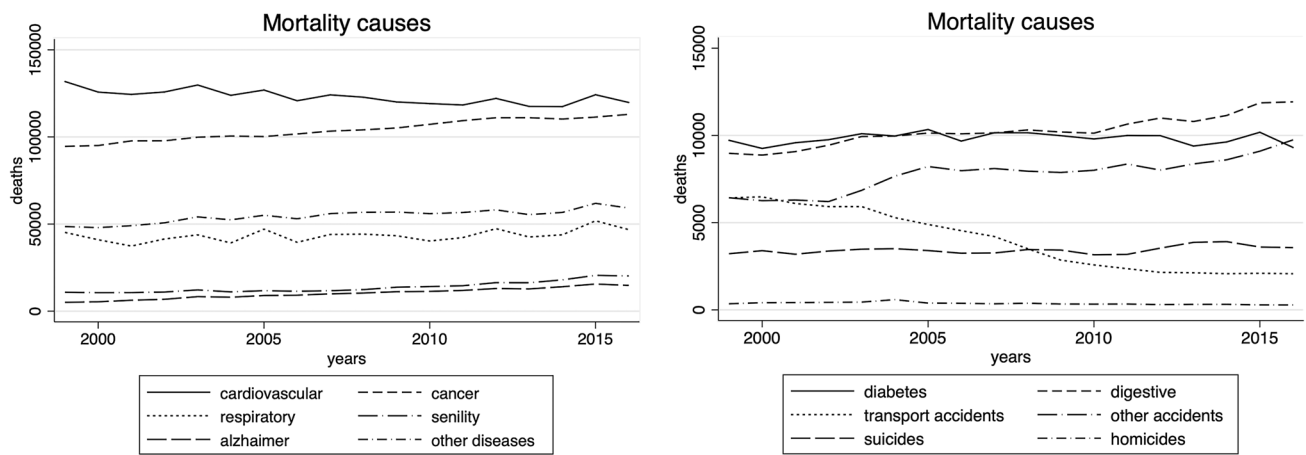 Mortality causes
150000
100000
50000
0
deaths
2000 2005 2010 2015
years
cardiovascular cancer
respiratory senility
alzhaimer other diseases
Mortality causes
15000
10000
5000
0
deaths
2000 2005 2010 2015
years
diabetes digestive
transport accidents other accidents
suicides homicides